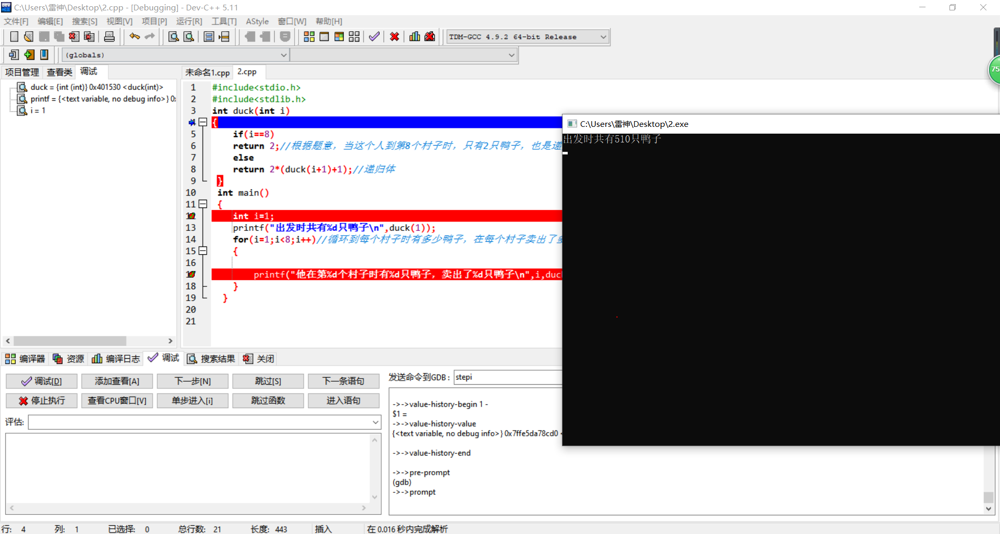 C:\Users\雷神\Desktop\2.cpp - [Debugging] - Dev-C++ 5.11
文件[F] 编辑[E] 搜索[S] 视图[V] 项目[P] 运行[R] 工具[T] AStyle 窗口[W] 帮助[H]
TDM-GCC 4.9.2 64-bit Release
(globals)
75
项目管理 查看类 调试
duck = {int (int)} 0x401530 <duck(int)>
printf = {<text variable, no debug info>} 0
i = 1
未命名1.cpp 2.cpp
1 #include<stdio.h>
2 #include<stdlib.h>
3 int duck(int i)
{
5 if(i==8)
6 return 2;//根据题意，当这个人到第8个村子时，只有2只鸭子，也是递
7 else
8 return 2*(duck(i+1)+1);//递归体
9 }
10 int main()
11 {
12 int i=1;
13 printf("出发时共有%d只鸭子\n",duck(1));
14 for(i=1;i<8;i++)//循环到每个村子时有多少鸭子，在每个村子卖出了
15 {
16
17 printf("他在第%d个村子时有%d只鸭子，卖出了%d只鸭子\n",i,duc
18 }
19 }
20
21
C:\Users\雷神\Desktop\2.exe
出发时共有510只鸭子
编译器 资源 编译日志 调试 搜索结果 关闭
调试[D] 添加查看[A] 下一步[N] 跳过[S] 下一条语句
停止执行 查看CPU窗口[V] 单步进入[i] 跳过函数 进入语句
评估:
发送命令到GDB: stepi
->->value-history-begin 1 -
$1 =
->->value-history-value
{<text variable, no debug info>} 0x7ffe5da78cd0
->->value-history-end
->->pre-prompt
(gdb)
->->prompt
行: 4 列: 1 已选择: 0 总行数: 21 长度: 443 插入 在 0.016 秒内完成解析